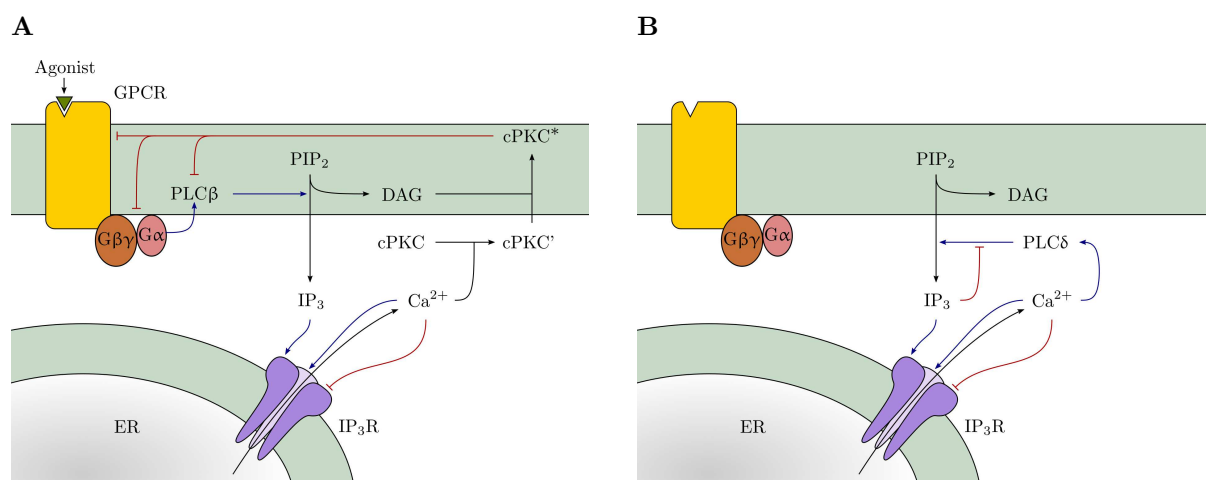 A
Agonist
GPCR
cPKC*
PIP₂
PLCβ
DAG
Gβγ
Gα
cPKC
cPKC'
IP₃
Ca²⁺
ER
IP₃R
B
PIP₂
DAG
Gβγ
Gα
PLCδ
IP₃
Ca²⁺
ER
IP₃R